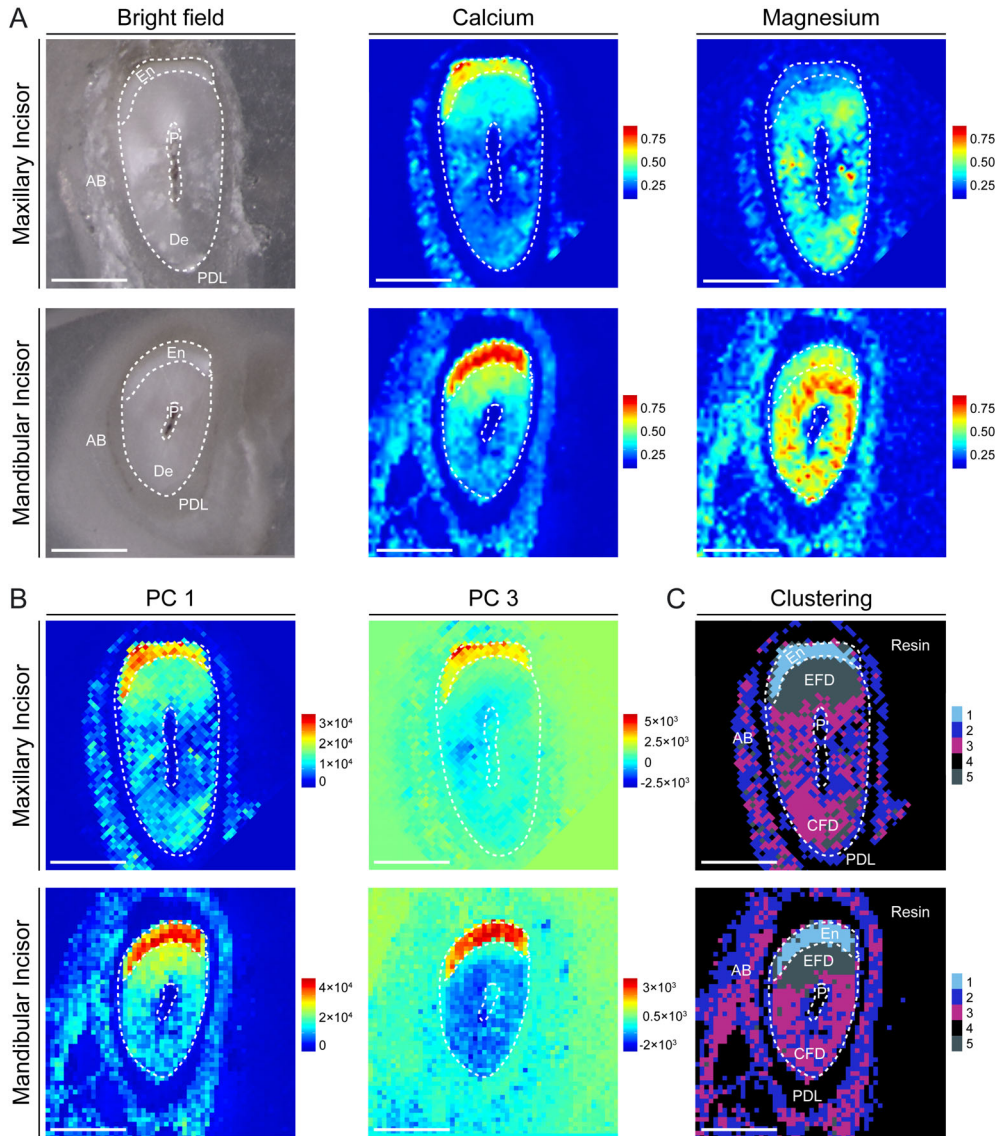 A
Bright field
Calcium
Magnesium
Maxillary Incisor
En
P
AB
De
PDL
0.75
0.50
0.25
0.75
0.50
0.25
Mandibular Incisor
En
P
AB
De
PDL
0.75
0.50
0.25
0.75
0.50
0.25
B
PC 1
PC 3
C
Clustering
Maxillary Incisor
3×10⁴
2×10⁴
1×10⁴
0
5×10³
2.5×10³
0
-2.5×10³
Resin
En
EFD
P
AB
CFD
PDL
1
2
3
4
5
Mandibular Incisor
4×10⁴
2×10⁴
0
3×10³
0.5×10³
-2×10³
Resin
En
EFD
AB
P
CFD
PDL
1
2
3
4
5